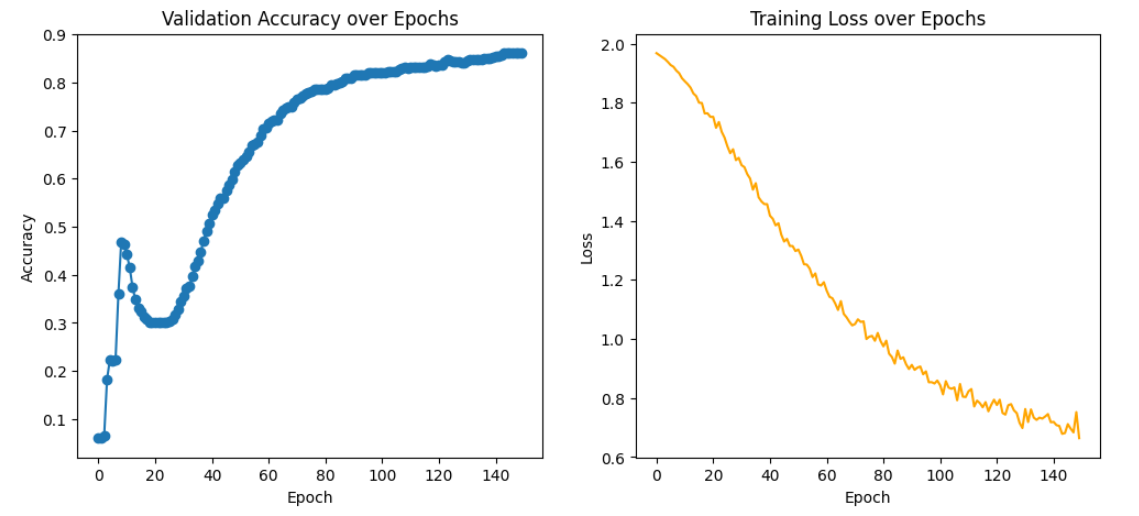 Validation Accuracy over Epochs
Accuracy
0.9
0.8
0.7
0.6
0.5
0.4
0.3
0.2
0.1
0 20 40 60 80 100 120 140
Epoch
Training Loss over Epochs
Loss
2.0
1.8
1.6
1.4
1.2
1.0
0.8
0.6
0 20 40 60 80 100 120 140
Epoch